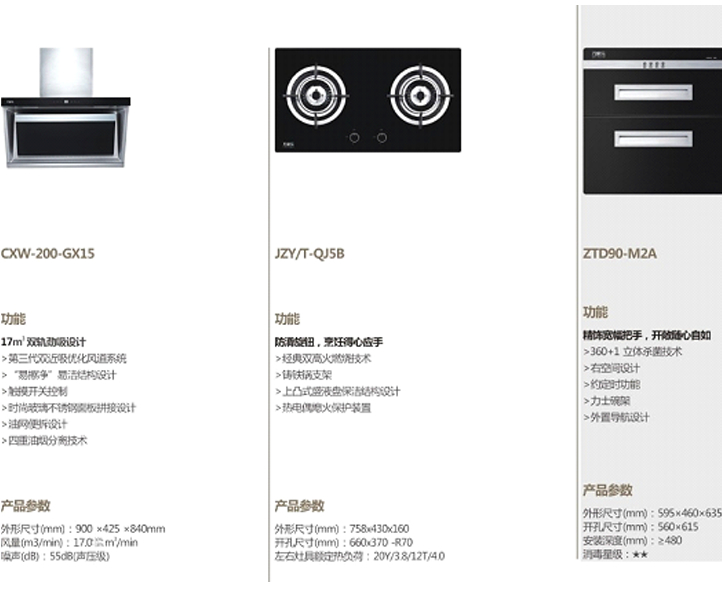 CXW-200-GX15
功能
17m³双轨劲吸设计
>第三代双近吸优化风道系统
>“易擦净”易洁结构设计
>触摸开关控制
>时尚玻璃不锈钢面板拼接设计
>油网便拆设计
>四重油烟分离技术
产品参数
外形尺寸(mm)：900×425×840mm
风量(m3/min)：17.0 m³/min
噪声(dB)：55dB(声压级)
JZY/T-QJ5B
功能
防滑旋钮，烹饪得心应手
>经典双高火燃烧技术
>铸铁锅支架
>上凸式盛液盘保洁结构设计
>热电偶熄火保护装置
产品参数
外形尺寸(mm)：758x430x160
开孔尺寸(mm)：660x370 -R70
左右灶具额定热负荷：20Y/3.8/12T/4.0
ZTD90-M2A
功能
精饰宽幅把手，开敞随心自如
>360+1 立体杀菌技术
>右空间设计
>约定时功能
>力士碗架
>外置导航设计
产品参数
外形尺寸(mm)：595×460×635
开孔尺寸(mm)：560×615
安装深度(mm)：≥480
消毒星级：★★